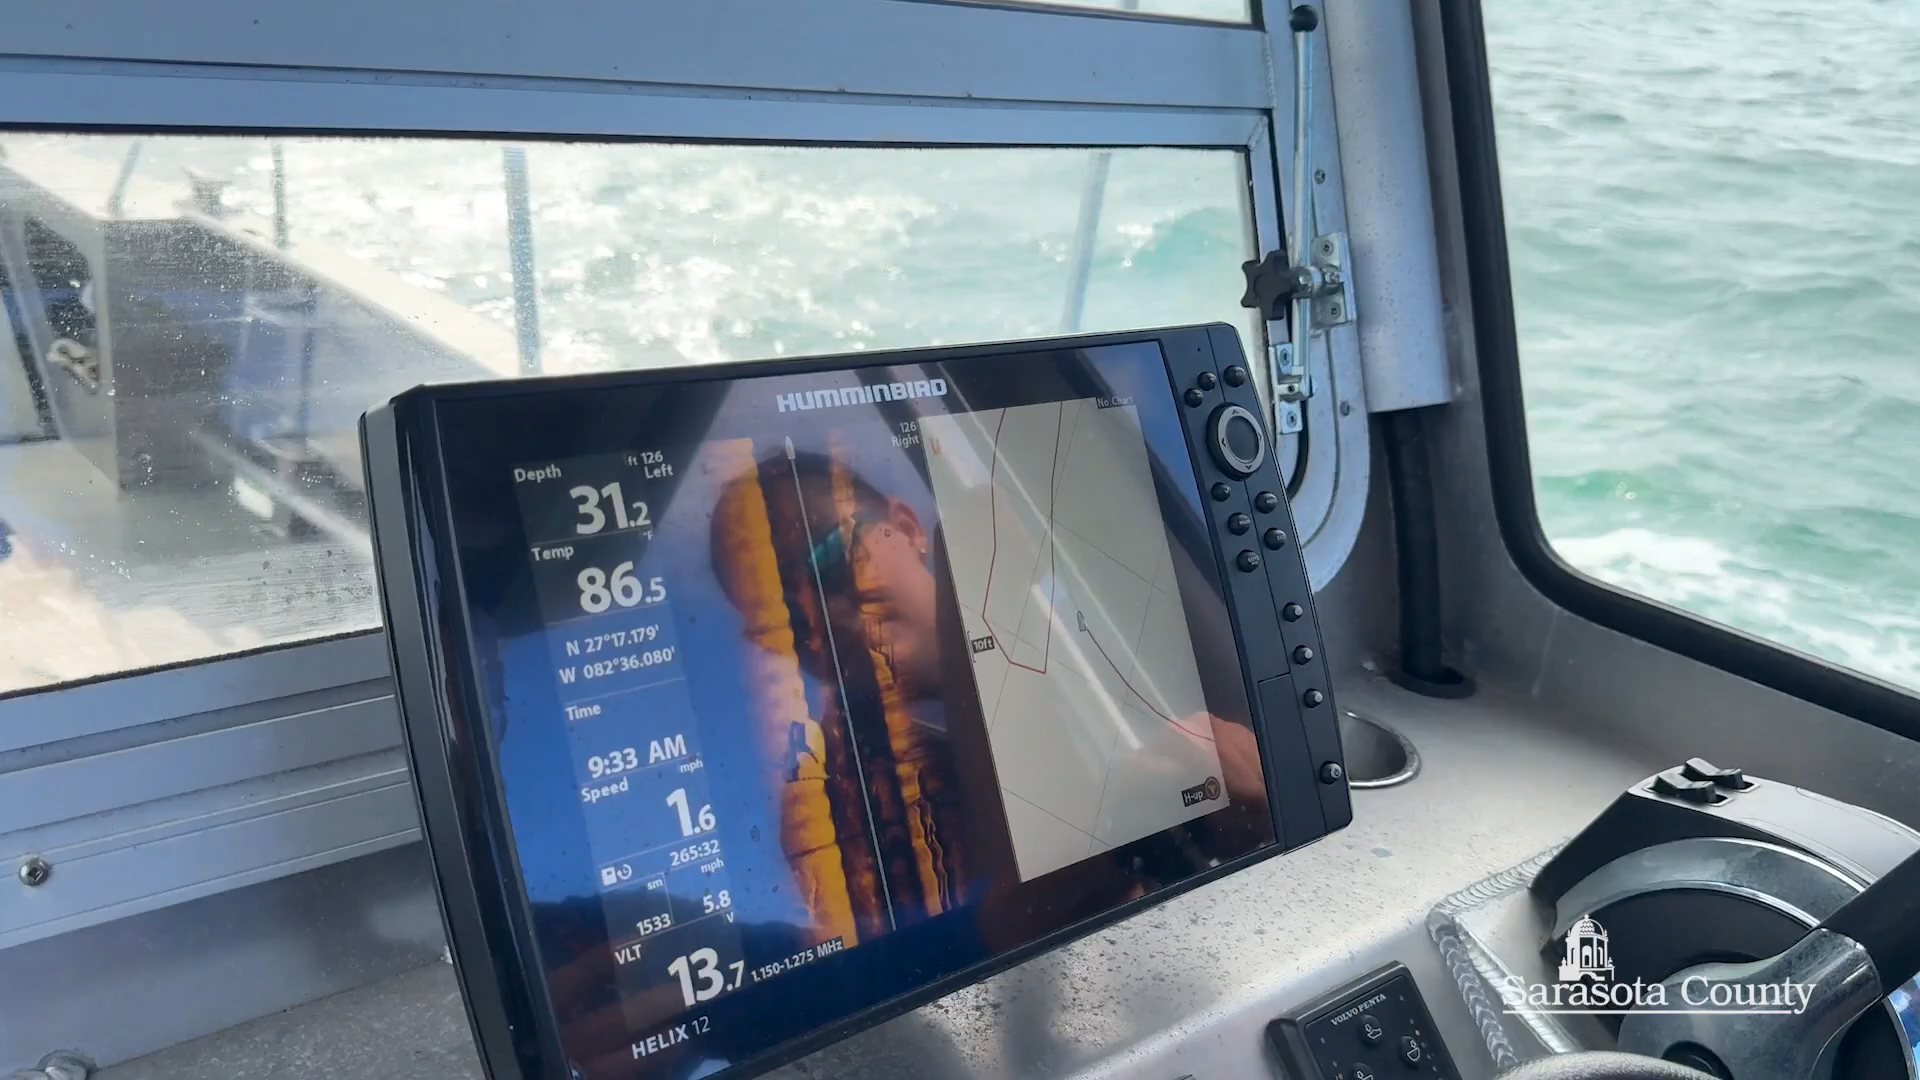 HUMMINBIRD
Depth
ft 126
Left
31.2
°F
Temp
86.5
N 27°17.179'
W 082°36.080'
Time
9:33 AM
mph
Speed
1.6
265:32
mph
sm
1533
5.8
V
VLT
13.7
1.150-1.275 MHz
HELIX 12
126
Right
No Chart
10ft
H-up
VOLVO PENTA
Sarasota County